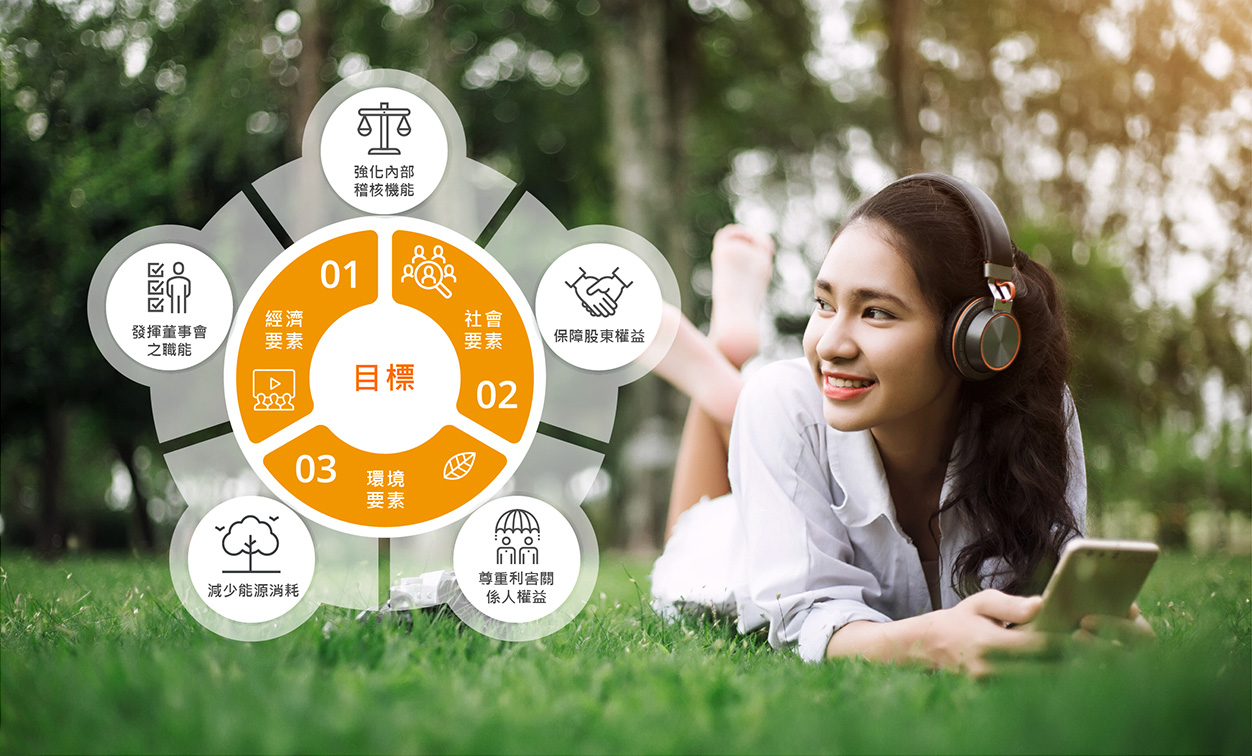 強化內部
稽核機能
發揮董事會
之職能
保障股東權益
01
經濟
要素
社會
要素
02
目標
03
環境
要素
減少能源消耗
尊重利害關
係人權益